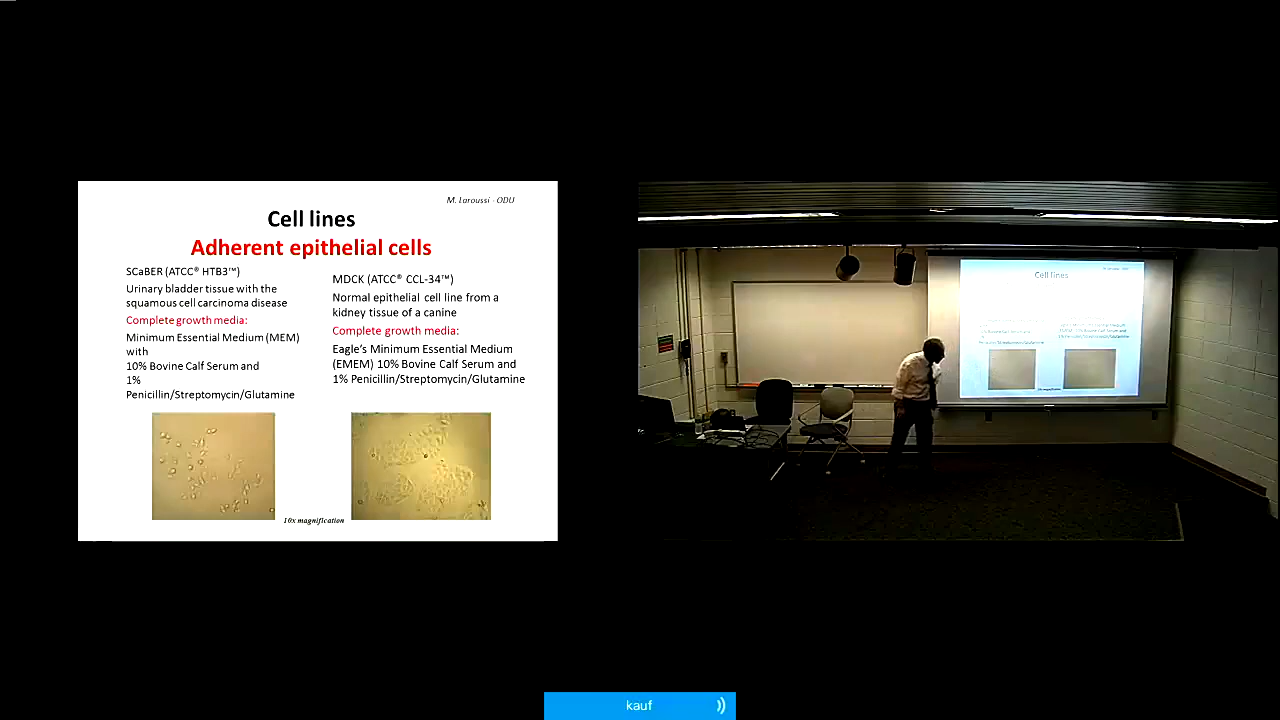 M. Laroussi - ODU
Cell lines
Adherent epithelial cells
SCaBER (ATCC® HTB3™)
Urinary bladder tissue with the
squamous cell carcinoma disease
Complete growth media:
Minimum Essential Medium (MEM)
with
10% Bovine Calf Serum and
1%
Penicillin/Streptomycin/Glutamine
MDCK (ATCC® CCL-34™)
Normal epithelial cell line from a
kidney tissue of a canine
Complete growth media:
Eagle's Minimum Essential Medium
(EMEM) 10% Bovine Calf Serum and
1% Penicillin/Streptomycin/Glutamine
10x magnification
Cell lines
kauf